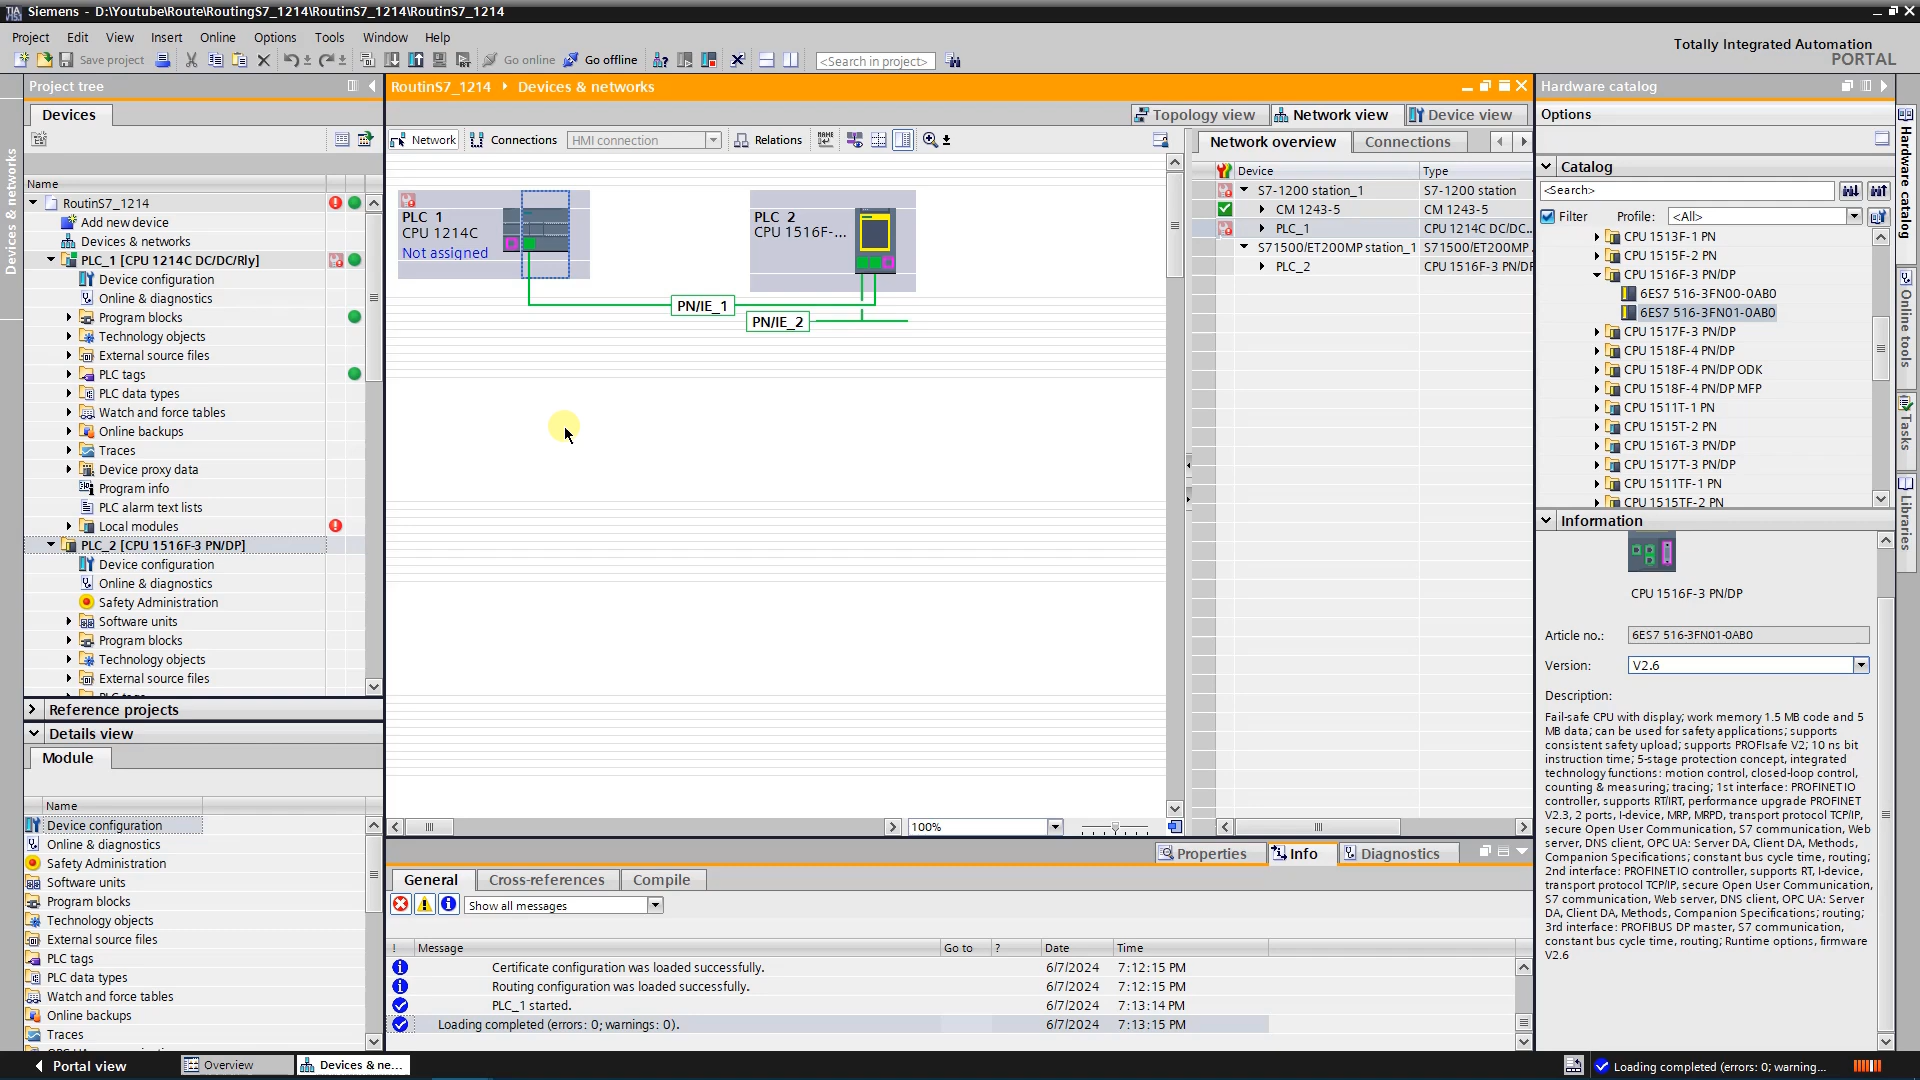 Siemens - D:\Youtube\Route\RoutingS7_1214\RoutinS7_1214\RoutinS7_1214
Project Edit View Insert Online Options Tools Window Help
Totally Integrated Automation
PORTAL
Save project Go online Go offline <Search in project>
Project tree
Devices
Name
RoutinS7_1214
Add new device
Devices & networks
PLC_1 [CPU 1214C DC/DC/Rly]
Device configuration
Online & diagnostics
Program blocks
Technology objects
External source files
PLC tags
PLC data types
Watch and force tables
Online backups
Traces
Device proxy data
Program info
PLC alarm text lists
Local modules
PLC_2 [CPU 1516F-3 PN/DP]
Device configuration
Online & diagnostics
Safety Administration
Software units
Program blocks
Technology objects
External source files
Reference projects
Details view
Module
Name
Device configuration
Online & diagnostics
Safety Administration
Software units
Program blocks
Technology objects
External source files
PLC tags
PLC data types
Watch and force tables
Online backups
Traces
Devices & networks
RoutinS7_1214 Devices & networks
Topology view Network view Device view
Network Connections HMI connection Relations
PLC_1
CPU 1214C
Not assigned
PLC_2
CPU 1516F-...
PN/IE_1
PN/IE_2
100%
Network overview Connections
Device Type
S7-1200 station_1 S7-1200 station
CM 1243-5 CM 1243-5
PLC_1 CPU 1214C DC/DC...
S71500/ET200MP station_1 S71500/ET200MP
PLC_2 CPU 1516F-3 PN/DP
Properties Info Diagnostics
General Cross-references Compile
Show all messages
! Message Go to ? Date Time
Certificate configuration was loaded successfully. 6/7/2024 7:12:15 PM
Routing configuration was loaded successfully. 6/7/2024 7:12:15 PM
PLC_1 started. 6/7/2024 7:13:14 PM
Loading completed (errors: 0; warnings: 0). 6/7/2024 7:13:15 PM
Hardware catalog
Options
Catalog
<Search>
Filter Profile: <All>
CPU 1513F-1 PN
CPU 1515F-2 PN
CPU 1516F-3 PN/DP
6ES7 516-3FN00-0AB0
6ES7 516-3FN01-0AB0
CPU 1517F-3 PN/DP
CPU 1518F-4 PN/DP
CPU 1518F-4 PN/DP ODK
CPU 1518F-4 PN/DP MFP
CPU 1511T-1 PN
CPU 1515T-2 PN
CPU 1516T-3 PN/DP
CPU 1517T-3 PN/DP
CPU 1511TF-1 PN
CPU 1515TF-2 PN
Information
CPU 1516F-3 PN/DP
Article no.: 6ES7 516-3FN01-0AB0
Version: V2.6
Description:
Fail-safe CPU with display; work memory 1.5 MB code and 5
MB data; can be used for safety applications; supports
consistent safety upload; supports PROFIsafe V2; 10 ns bit
instruction time; 5-stage protection concept, integrated
technology functions: motion control, closed-loop control,
counting & measuring; tracing; 1st interface: PROFINET IO
controller, supports RT/IRT, performance upgrade PROFINET
V2.3, 2 ports, I-device, MRP, MRPD, transport protocol TCP/IP,
secure Open User Communication, S7 communication, Web
server, DNS client, OPC UA: Server DA, Client DA, Methods,
Companion Specifications; constant bus cycle time, routing;
2nd interface: PROFINET IO controller, supports RT, I-device,
transport protocol TCP/IP, secure Open User Communication,
S7 communication, Web server, DNS client, OPC UA: Server
DA, Client DA, Methods, Companion Specifications; routing;
3rd interface: PROFIBUS DP master, S7 communication,
constant bus cycle time, routing; Runtime options, firmware
V2.6
Hardware catalog
Online tools
Tasks
Libraries
Portal view Overview Devices & ne... Loading completed (errors: 0; warning...